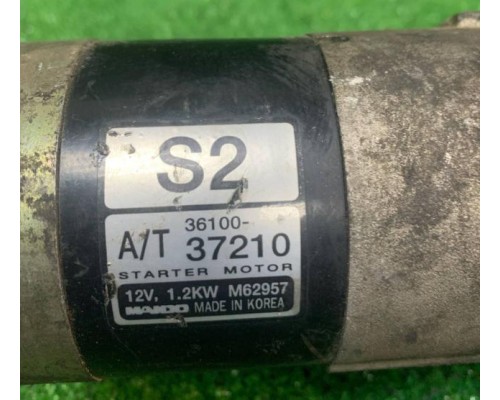 S2
36100-
A/T 37210
STARTER MOTOR
12V, 1.2KW M62957
MANDO MADE IN KOREA